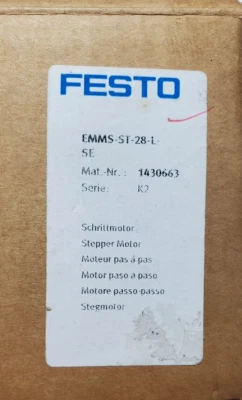 FESTO
EMMS-ST-28-L-
SE
Mat.-Nr. : 1430663
Serie: K2
Schrittmotor
Stepper Motor
Moteur pas à pas
Motor paso a paso
Motore passo-passo
Stegmotor